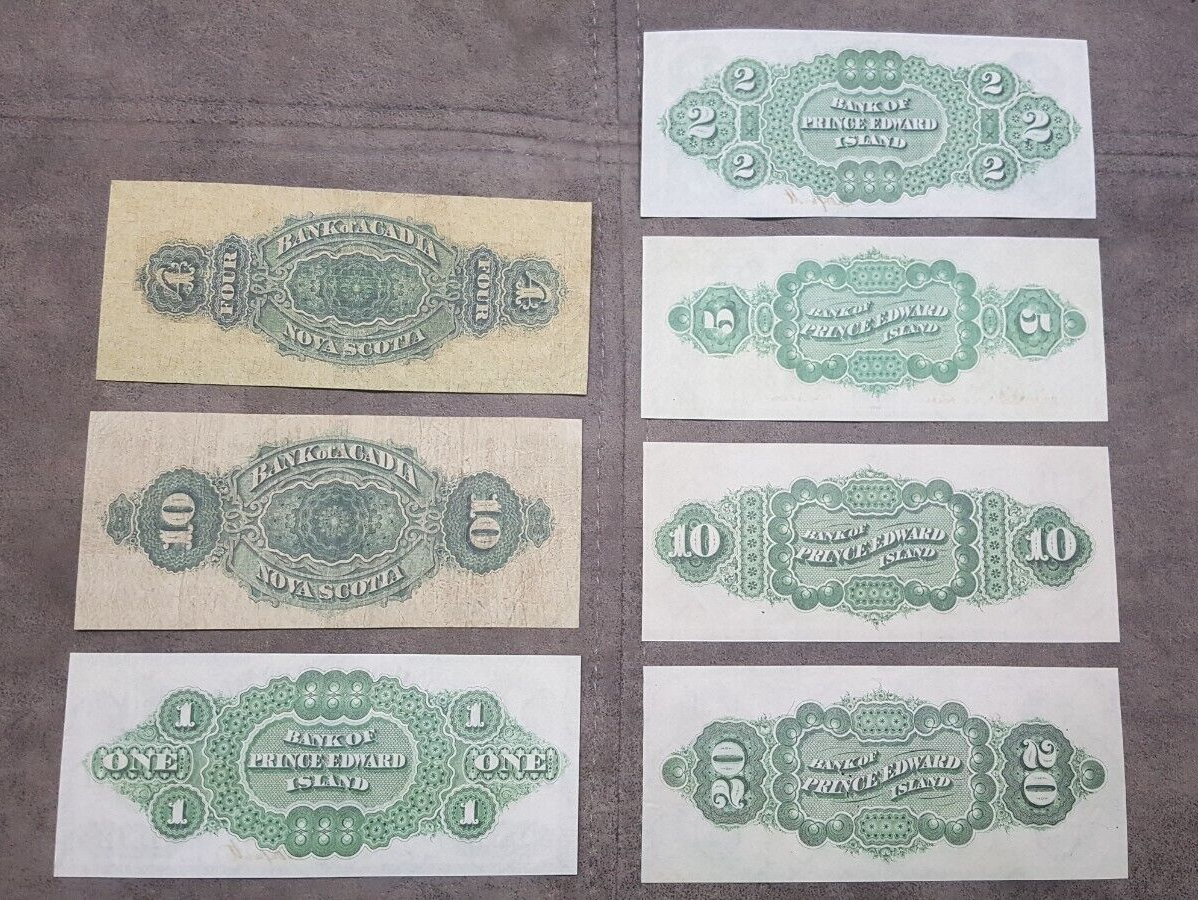 BANK OF ACADIA
4 FOUR FOUR 4
NOVA SCOTIA
BANK OF ACADIA
10 10
NOVA SCOTIA
1 1
BANK OF
ONE PRINCE EDWARD ONE
ISLAND
1 1
2 2
BANK OF
2 PRINCE EDWARD 2
ISLAND
2 2
BANK OF
5 PRINCE EDWARD 5
ISLAND
BANK OF
10 PRINCE EDWARD 10
ISLAND
BANK OF
20 PRINCE EDWARD 20
ISLAND